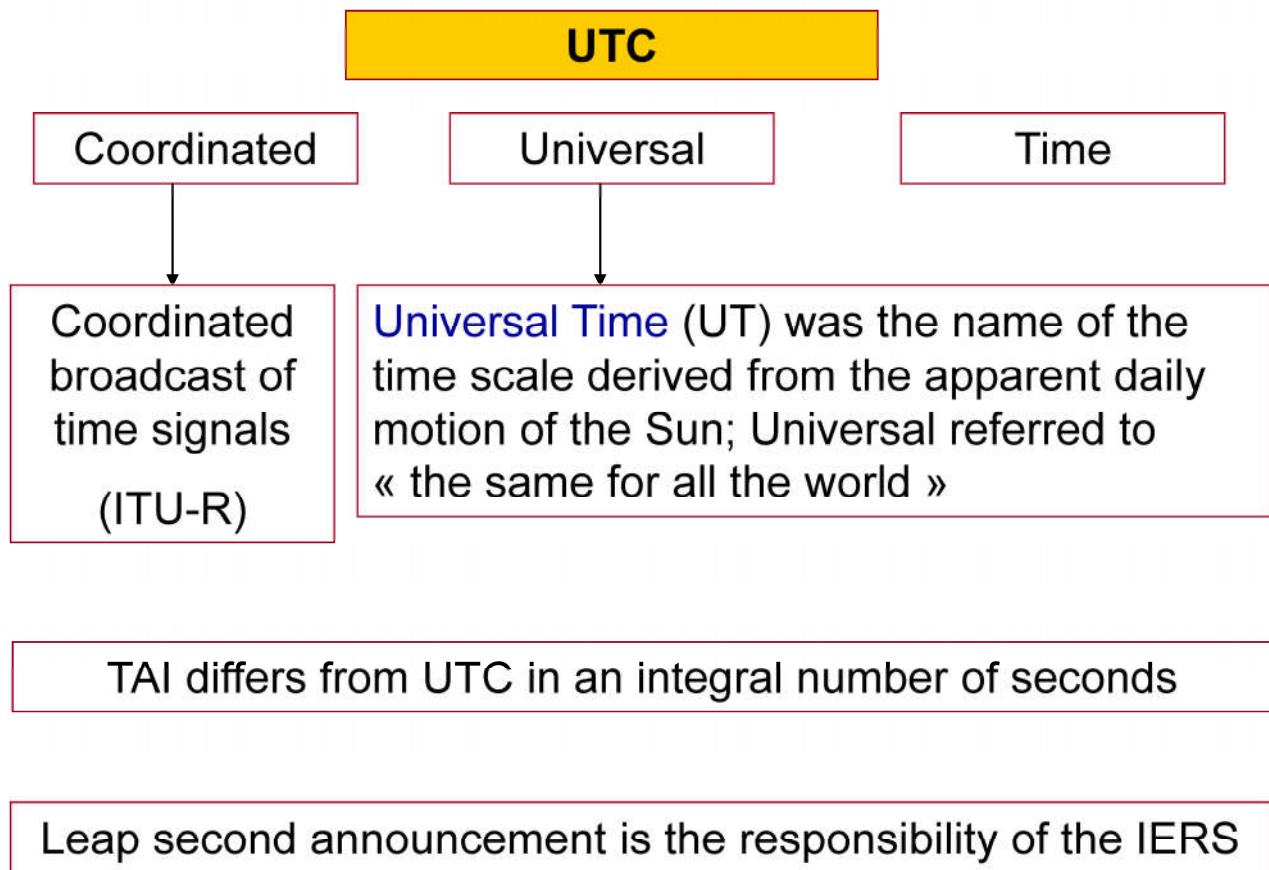 UTC
Coordinated
Universal
Time
Coordinated
broadcast of
time signals
(ITU-R)
Universal Time (UT) was the name of the
time scale derived from the apparent daily
motion of the Sun; Universal referred to
« the same for all the world »
TAI differs from UTC in an integral number of seconds
Leap second announcement is the responsibility of the IERS